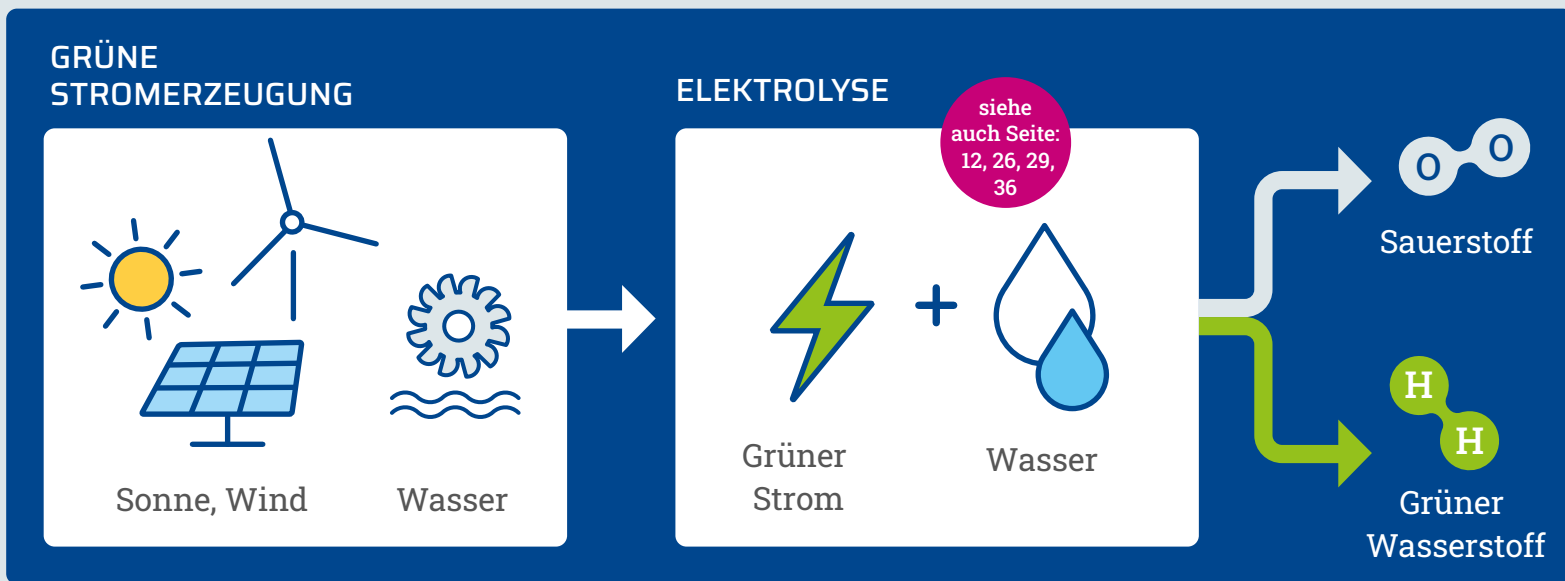 GRÜNE
STROMERZEUGUNG
Sonne, Wind
Wasser
ELEKTROLYSE
siehe
auch Seite:
12, 26, 29,
36
+
Grüner
Strom
Wasser
O O
Sauerstoff
H
H
Grüner
Wasserstoff